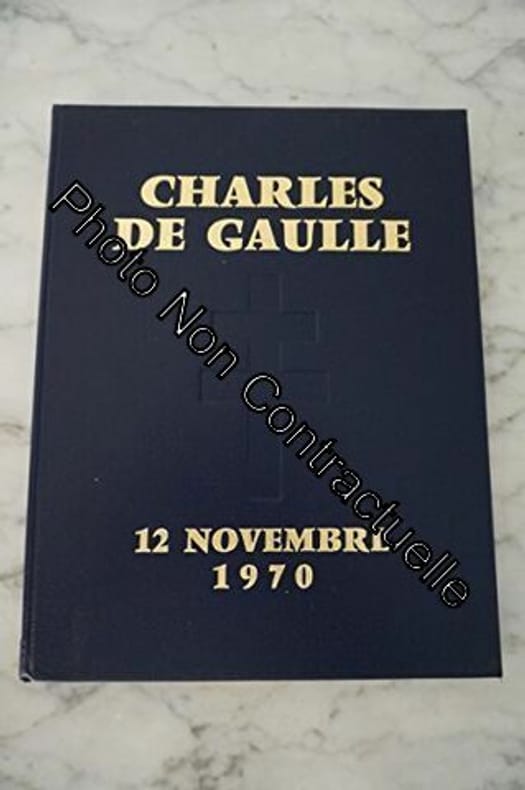 CHARLES
DE GAULLE
Photo Non Contractuelle
12 NOVEMBRE
1970